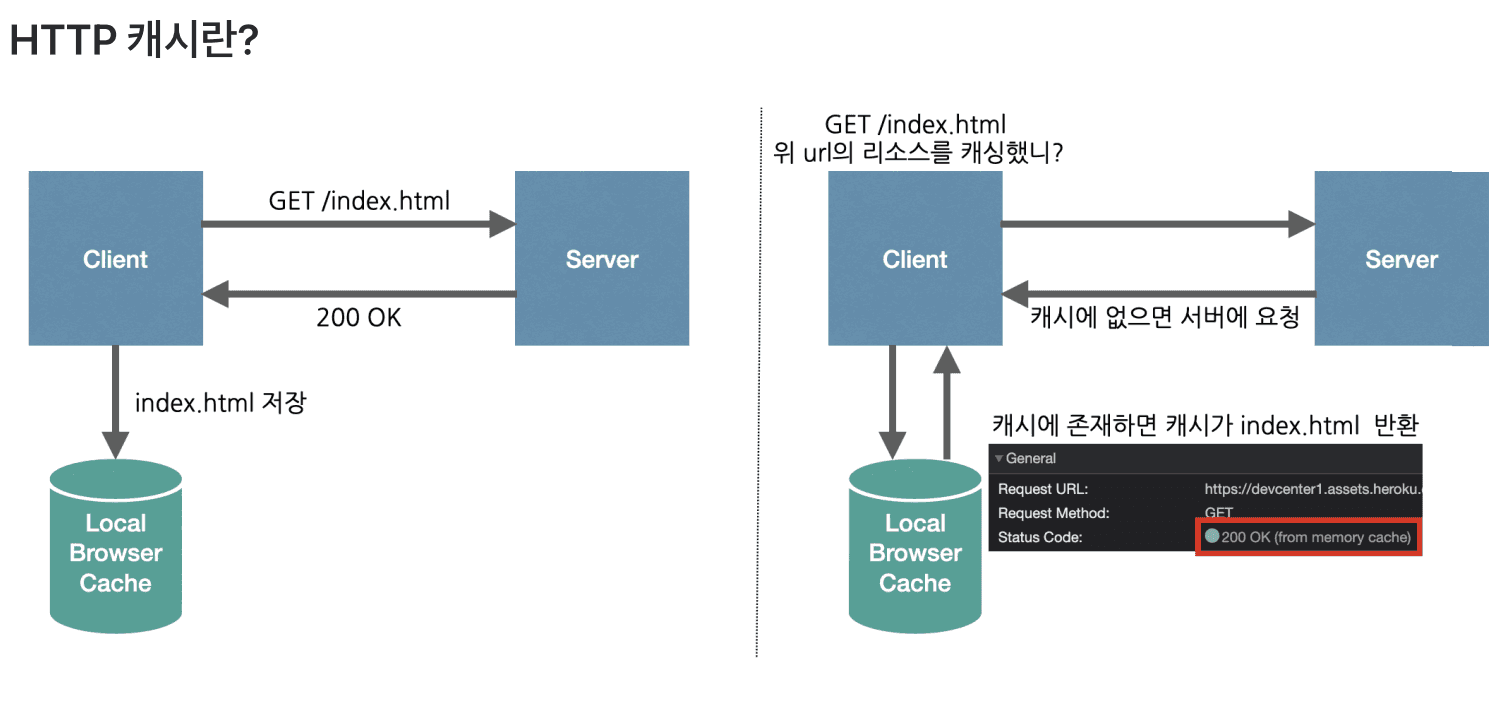 HTTP 캐시란?
GET /index.html
Client
Server
200 OK
index.html 저장
Local
Browser
Cache
GET /index.html
위 url의 리소스를 캐싱했니?
Client
Server
캐시에 없으면 서버에 요청
캐시에 존재하면 캐시가 index.html 반환
Local
Browser
Cache
General
Request URL: https://devcenter1.assets.heroku.
Request Method: GET
Status Code: 200 OK (from memory cache)